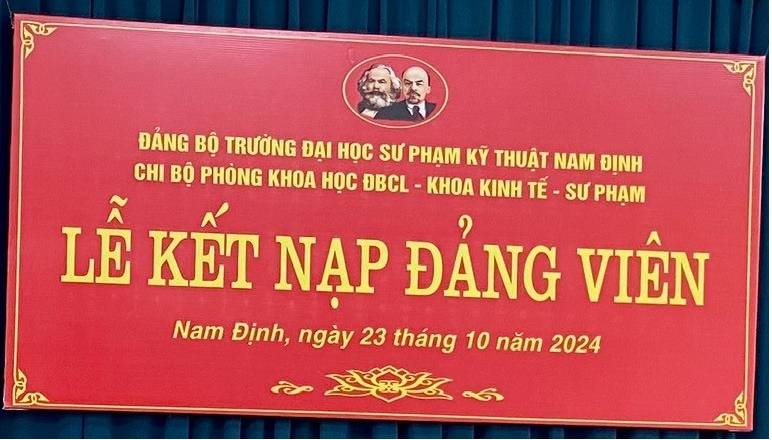 ĐẢNG BỘ TRƯỜNG ĐẠI HỌC SƯ PHẠM KỸ THUẬT NAM ĐỊNH
CHI BỘ PHÒNG KHOA HỌC ĐBCL - KHOA KINH TẾ - SƯ PHẠM
LỄ KẾT NẠP ĐẢNG VIÊN
Nam Định, ngày 23 tháng 10 năm 2024